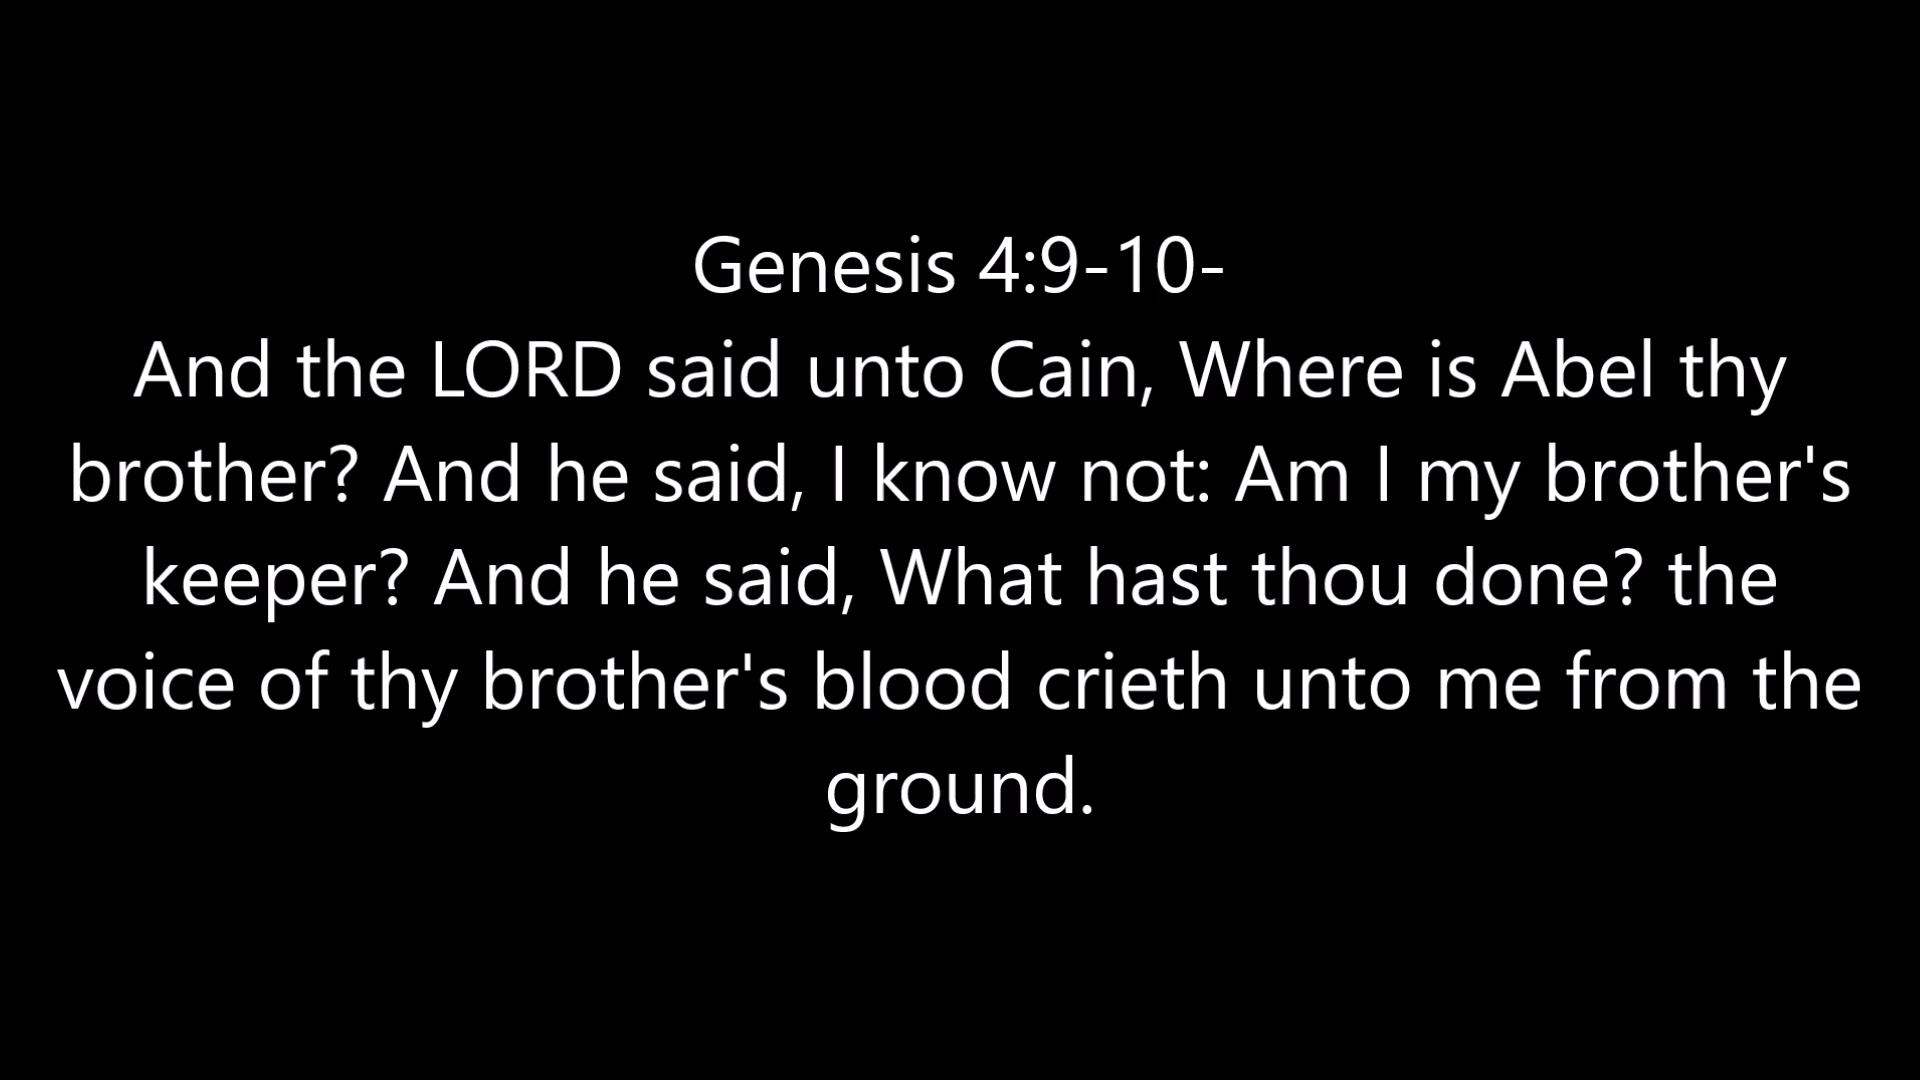 Genesis 4:9-10-
And the LORD said unto Cain, Where is Abel thy
brother? And he said, I know not: Am I my brother's
keeper? And he said, What hast thou done? the
voice of thy brother's blood crieth unto me from the
ground.